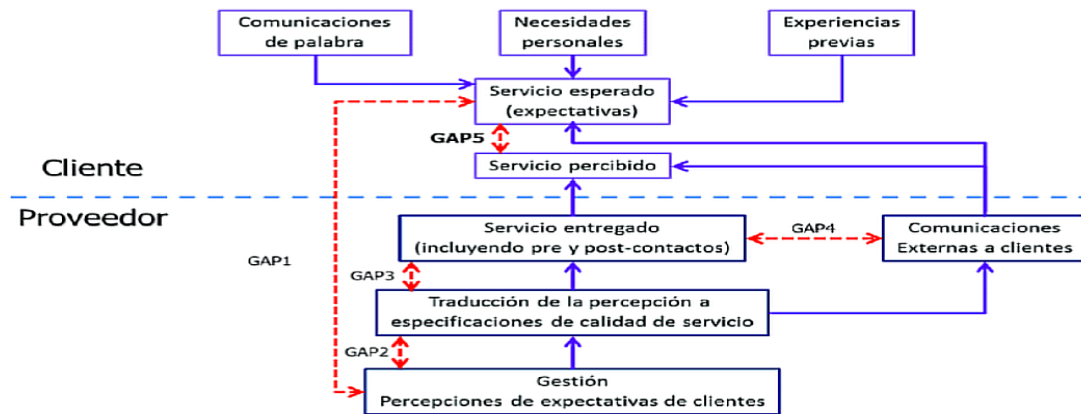 Comunicaciones
de palabra
Necesidades
personales
Experiencias
previas
Servicio esperado
(expectativas)
GAP5
Servicio percibido
Cliente
Proveedor
Servicio entregado
(incluyendo pre y post-contactos)
GAP4
Comunicaciones
Externas a clientes
GAP1
GAP3
Traducción de la percepción a
especificaciones de calidad de servicio
GAP2
Gestión
Percepciones de expectativas de clientes